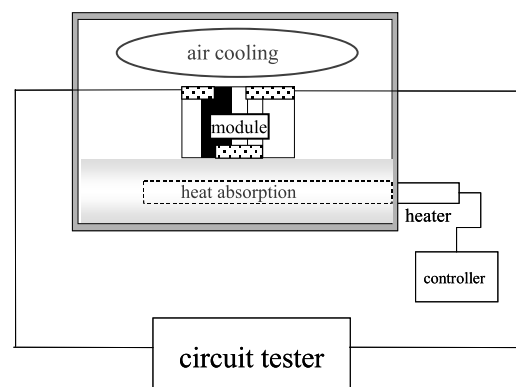 air cooling
module
heat absorption
heater
controller
circuit tester